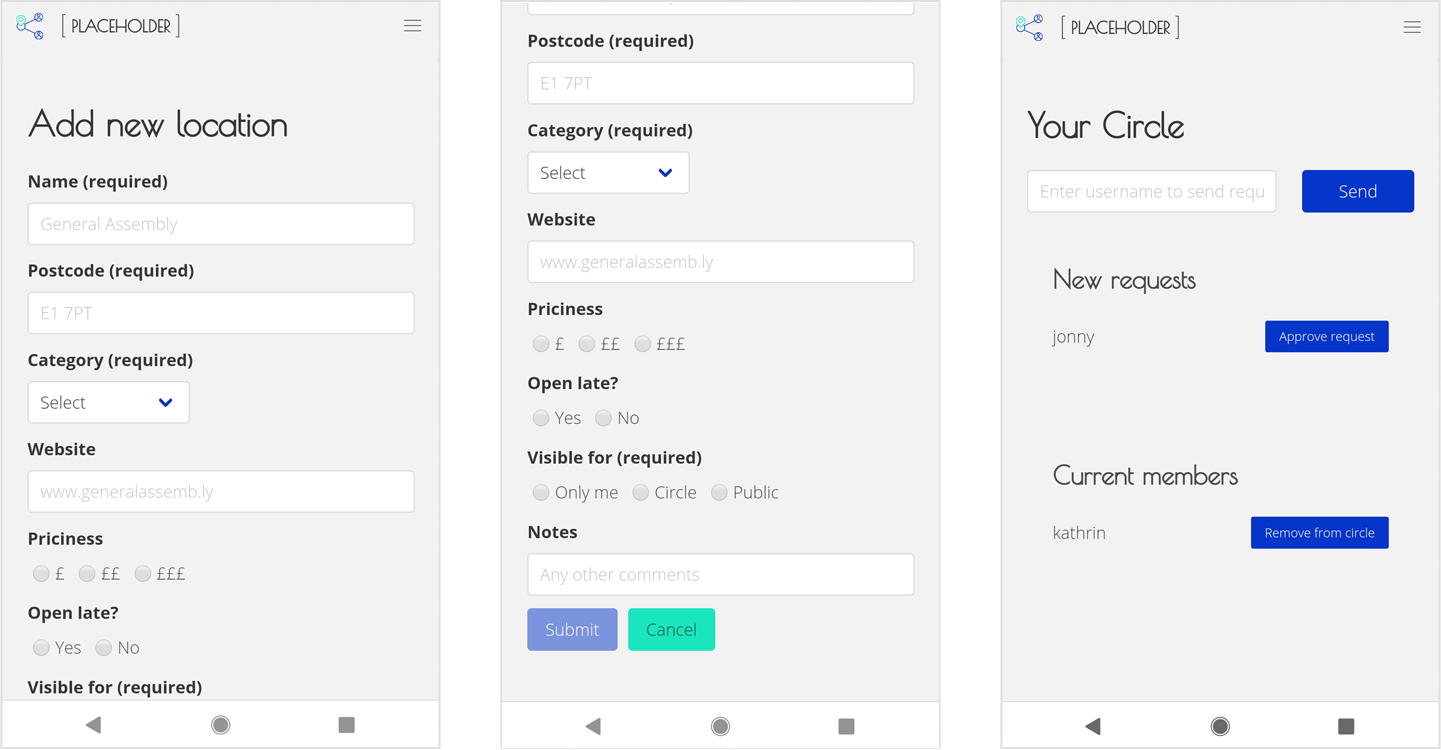 [ PLACEHOLDER ]
Add new location
Name (required)
General Assembly
Postcode (required)
E1 7PT
Category (required)
Select
Website
www.generalassemb.ly
Priciness
£ ££ £££
Open late?
Yes No
Visible for (required)
Postcode (required)
E1 7PT
Category (required)
Select
Website
www.generalassemb.ly
Priciness
£ ££ £££
Open late?
Yes No
Visible for (required)
Only me Circle Public
Notes
Any other comments
Submit Cancel
[ PLACEHOLDER ]
Your Circle
Enter username to send requ Send
New requests
jonny Approve request
Current members
kathrin Remove from circle